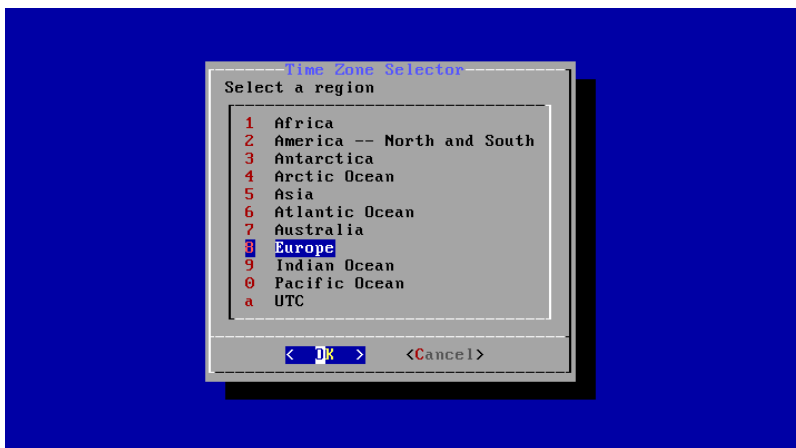 Time Zone Selector
Select a region
1 Africa
2 America -- North and South
3 Antarctica
4 Arctic Ocean
5 Asia
6 Atlantic Ocean
7 Australia
8 Europe
9 Indian Ocean
0 Pacific Ocean
a UTC
< OK > <Cancel>